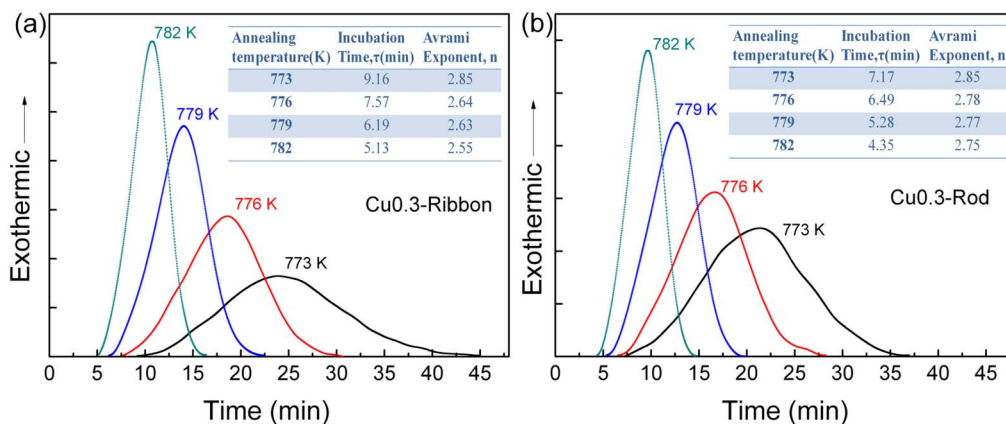 (a)
782 K
779 K
776 K
773 K
Annealing Incubation Avrami
temperature(K) Time,τ(min) Exponent, n
773 9.16 2.85
776 7.57 2.64
779 6.19 2.63
782 5.13 2.55
Cu0.3-Ribbon
Exothermic
0 5 10 15 20 25 30 35 40 45
Time (min)
(b)
782 K
779 K
776 K
773 K
Annealing Incubation Avrami
temperature(K) Time,τ(min) Exponent, n
773 7.17 2.85
776 6.49 2.78
779 5.28 2.77
782 4.35 2.75
Cu0.3-Rod
Exothermic
0 5 10 15 20 25 30 35 40 45
Time (min)